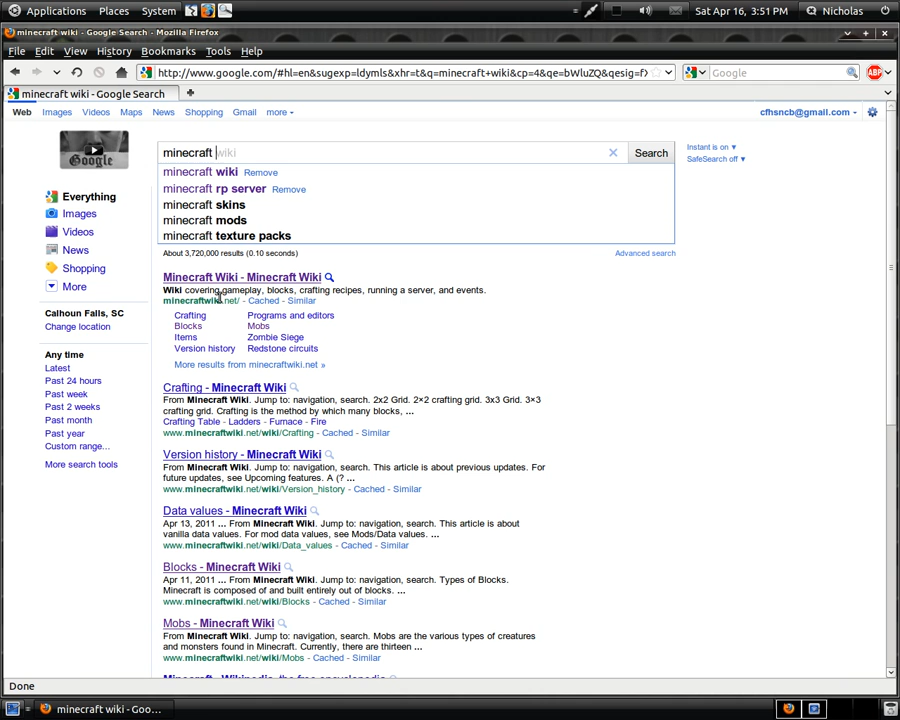 Applications Places System Sat Apr 16, 3:51 PM Nicholas
minecraft wiki - Google Search - Mozilla Firefox
File Edit View History Bookmarks Tools Help
http://www.google.com/#hl=en&sugexp=ldymls&xhr=t&q=minecraft+wiki&cp=4&qe=bWluZQ&qesig=f Google ABP
minecraft wiki - Google Search
Web Images Videos Maps News Shopping Gmail more cfhsncb@gmail.com
Google
minecraft wiki Search Instant is on ▼
SafeSearch off ▼
minecraft wiki Remove
minecraft rp server Remove
minecraft skins
minecraft mods
minecraft texture packs
About 3,720,000 results (0.10 seconds) Advanced search
Everything
Images
Videos
News
Shopping
More
Calhoun Falls, SC
Change location
Any time
Latest
Past 24 hours
Past week
Past 2 weeks
Past month
Past year
Custom range...
More search tools
Minecraft Wiki - Minecraft Wiki
Wiki covering gameplay, blocks, crafting recipes, running a server, and events.
minecraftwiki.net/ - Cached - Similar
Crafting Programs and editors
Blocks Mobs
Items Zombie Siege
Version history Redstone circuits
More results from minecraftwiki.net »
Crafting - Minecraft Wiki
From Minecraft Wiki. Jump to: navigation, search. 2x2 Grid. 2×2 crafting grid. 3x3 Grid. 3×3
crafting grid. Crafting is the method by which many blocks, ...
Crafting Table - Ladders - Furnace - Fire
www.minecraftwiki.net/wiki/Crafting - Cached - Similar
Version history - Minecraft Wiki
From Minecraft Wiki. Jump to: navigation, search. This article is about previous updates. For
future updates, see Upcoming features. A (? ...
www.minecraftwiki.net/wiki/Version_history - Cached - Similar
Data values - Minecraft Wiki
Apr 13, 2011 ... From Minecraft Wiki. Jump to: navigation, search. This article is about
vanilla data values. For mod data values, see Mods/Data values. ...
www.minecraftwiki.net/wiki/Data_values - Cached - Similar
Blocks - Minecraft Wiki
Apr 11, 2011 ... From Minecraft Wiki. Jump to: navigation, search. Types of Blocks.
Minecraft is composed of and built entirely out of blocks. ...
www.minecraftwiki.net/wiki/Blocks - Cached - Similar
Mobs - Minecraft Wiki
From Minecraft Wiki. Jump to: navigation, search. Mobs are the various types of creatures
and monsters found in Minecraft. Currently, there are thirteen ...
www.minecraftwiki.net/wiki/Mobs - Cached - Similar
Minecraft - Wikipedia, the free encyclopedia
Done
minecraft wiki - Goo...